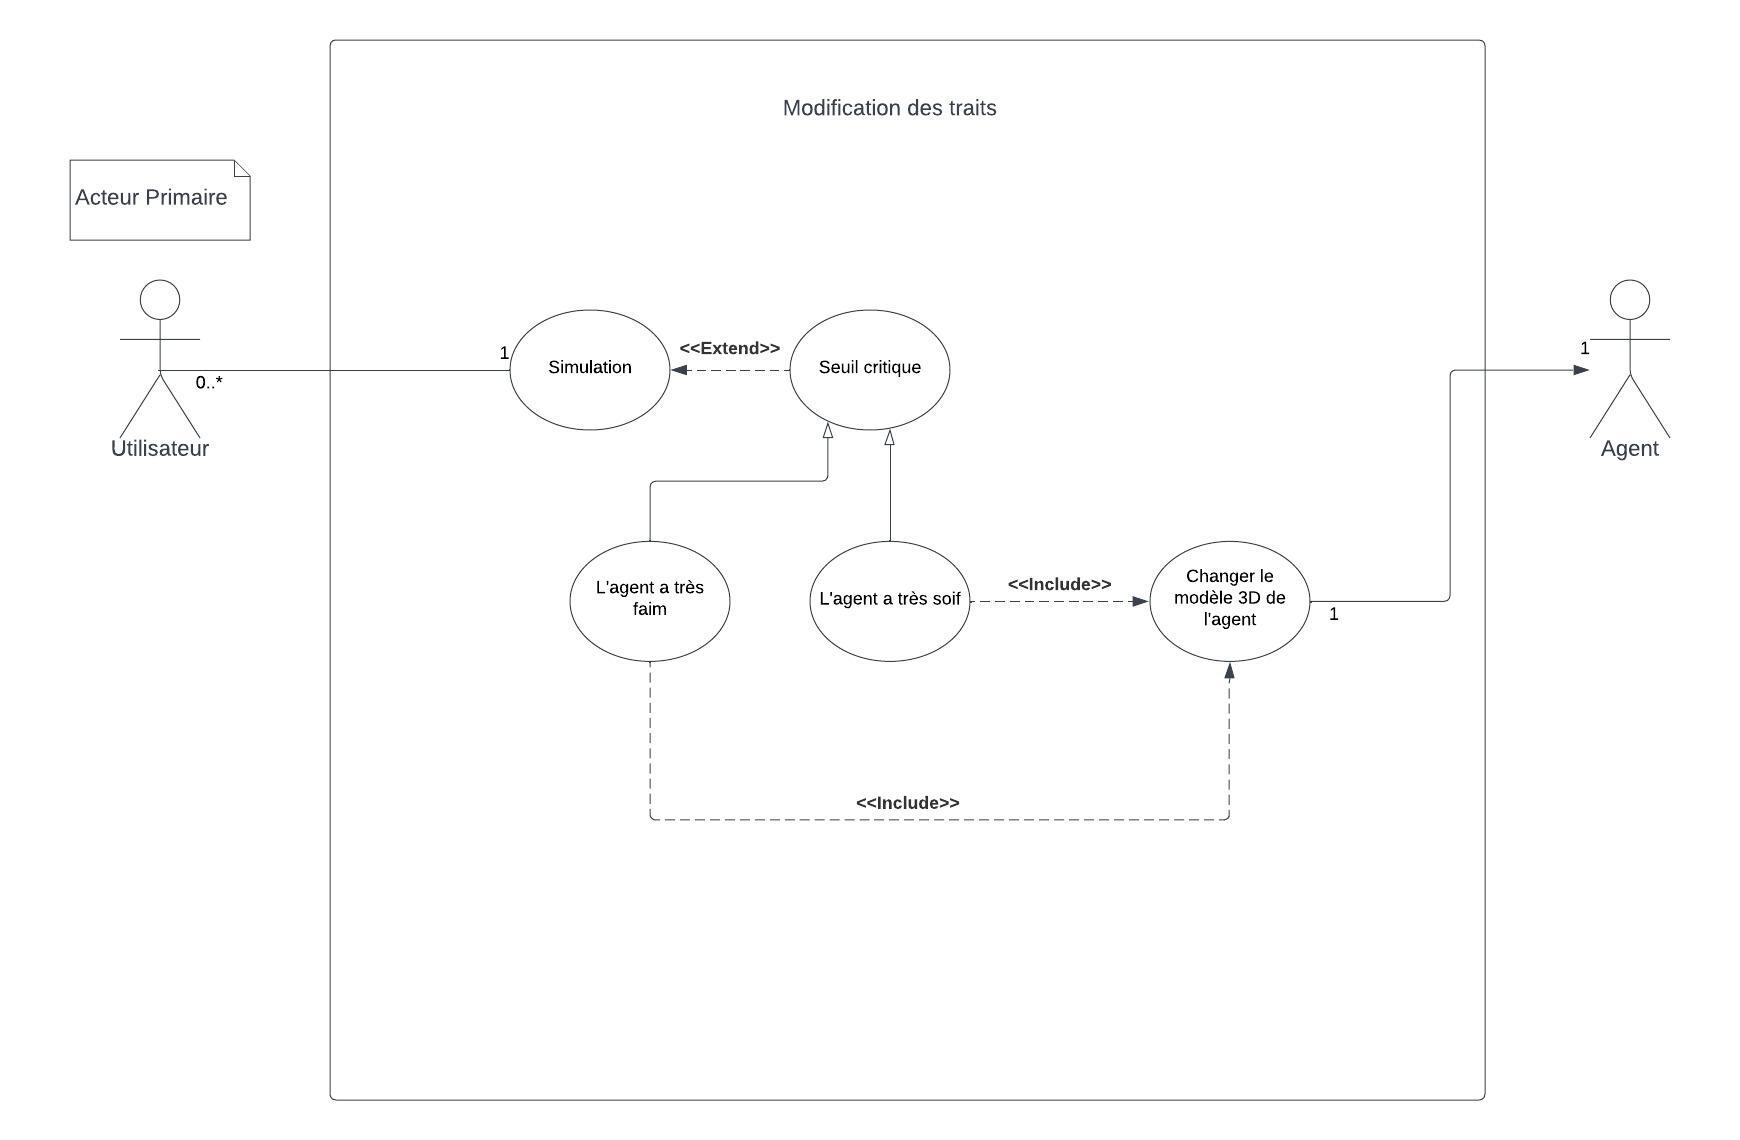 Modification des traits
Acteur Primaire
Utilisateur
0..*
1
Simulation
<<Extend>>
Seuil critique
1
Agent
L'agent a très
faim
L'agent a très soif
<<Include>>
Changer le
modèle 3D de
l'agent
1
<<Include>>